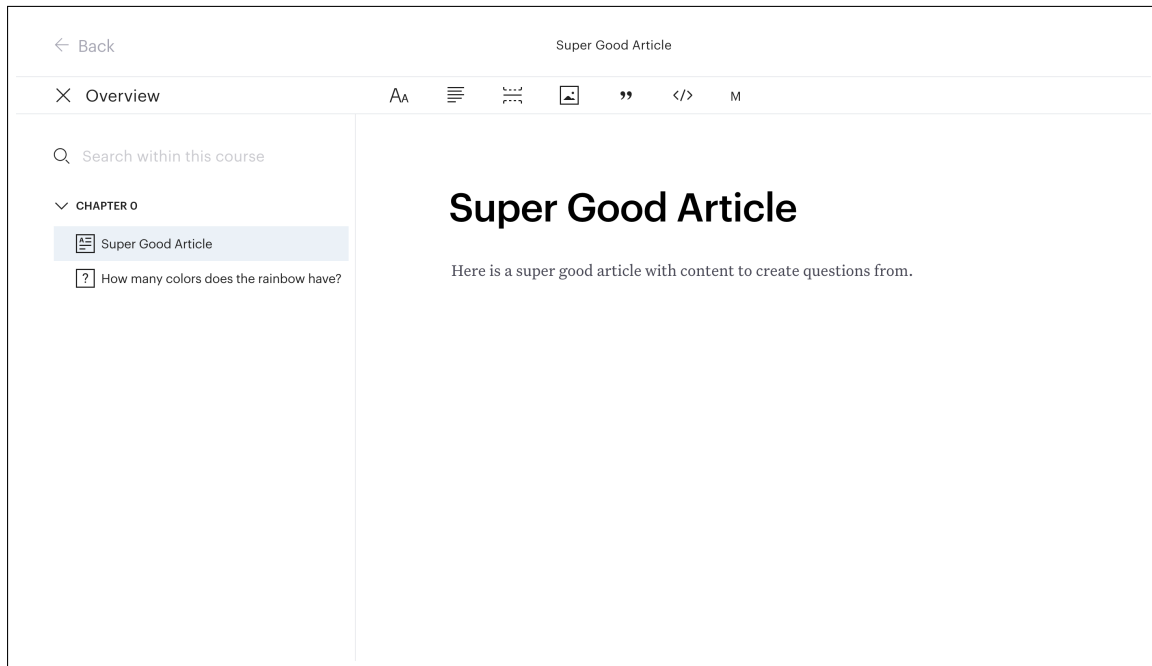 Back
Super Good Article
Overview
AA
”
</>
M
Search within this course
CHAPTER 0
Super Good Article
? How many colors does the rainbow have?
Super Good Article
Here is a super good article with content to create questions from.